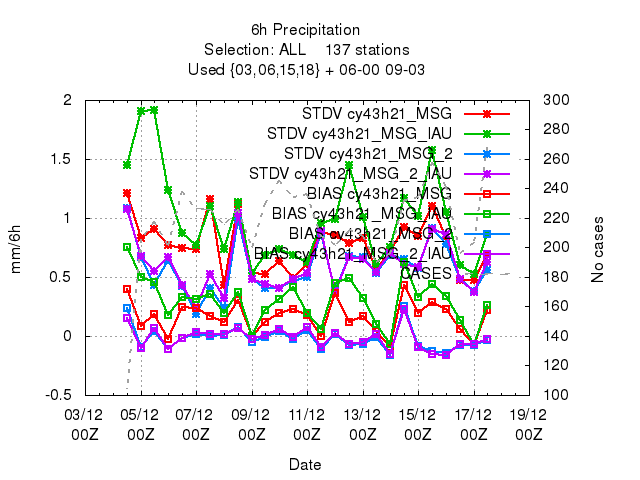 6h Precipitation
Selection: ALL 137 stations
Used {03,06,15,18} + 06-00 09-03
2 300
STDV cy43h21_MSG
280
STDV cy43h21_MSG_IAU
1.5 260
STDV cy43h21_MSG_2
STDV cy43h21_MSG_2_IAU
240
BIAS cy43h21_MSG
1 220
BIAS cy43h21_MSG_IAU
BIAS cy43h21_MSG_2
200
BIAS cy43h21_MSG_2_IAU
CASES
0.5 180
160
0 140
120
-0.5 100
mm/6h
No cases
03/12 05/12 07/12 09/12 11/12 13/12 15/12 17/12 19/12
00Z 00Z 00Z 00Z 00Z 00Z 00Z 00Z 00Z
Date